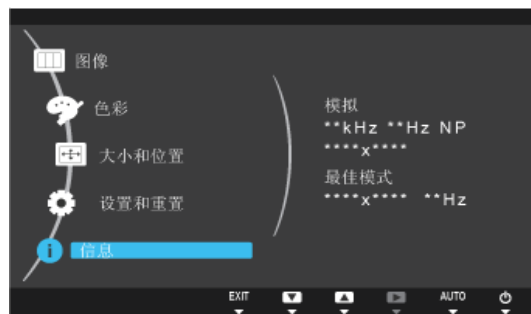 图像
色彩
大小和位置
设置和重置
信息
模拟
**kHz **Hz NP
****x****
最佳模式
****x**** **Hz
EXIT AUTO